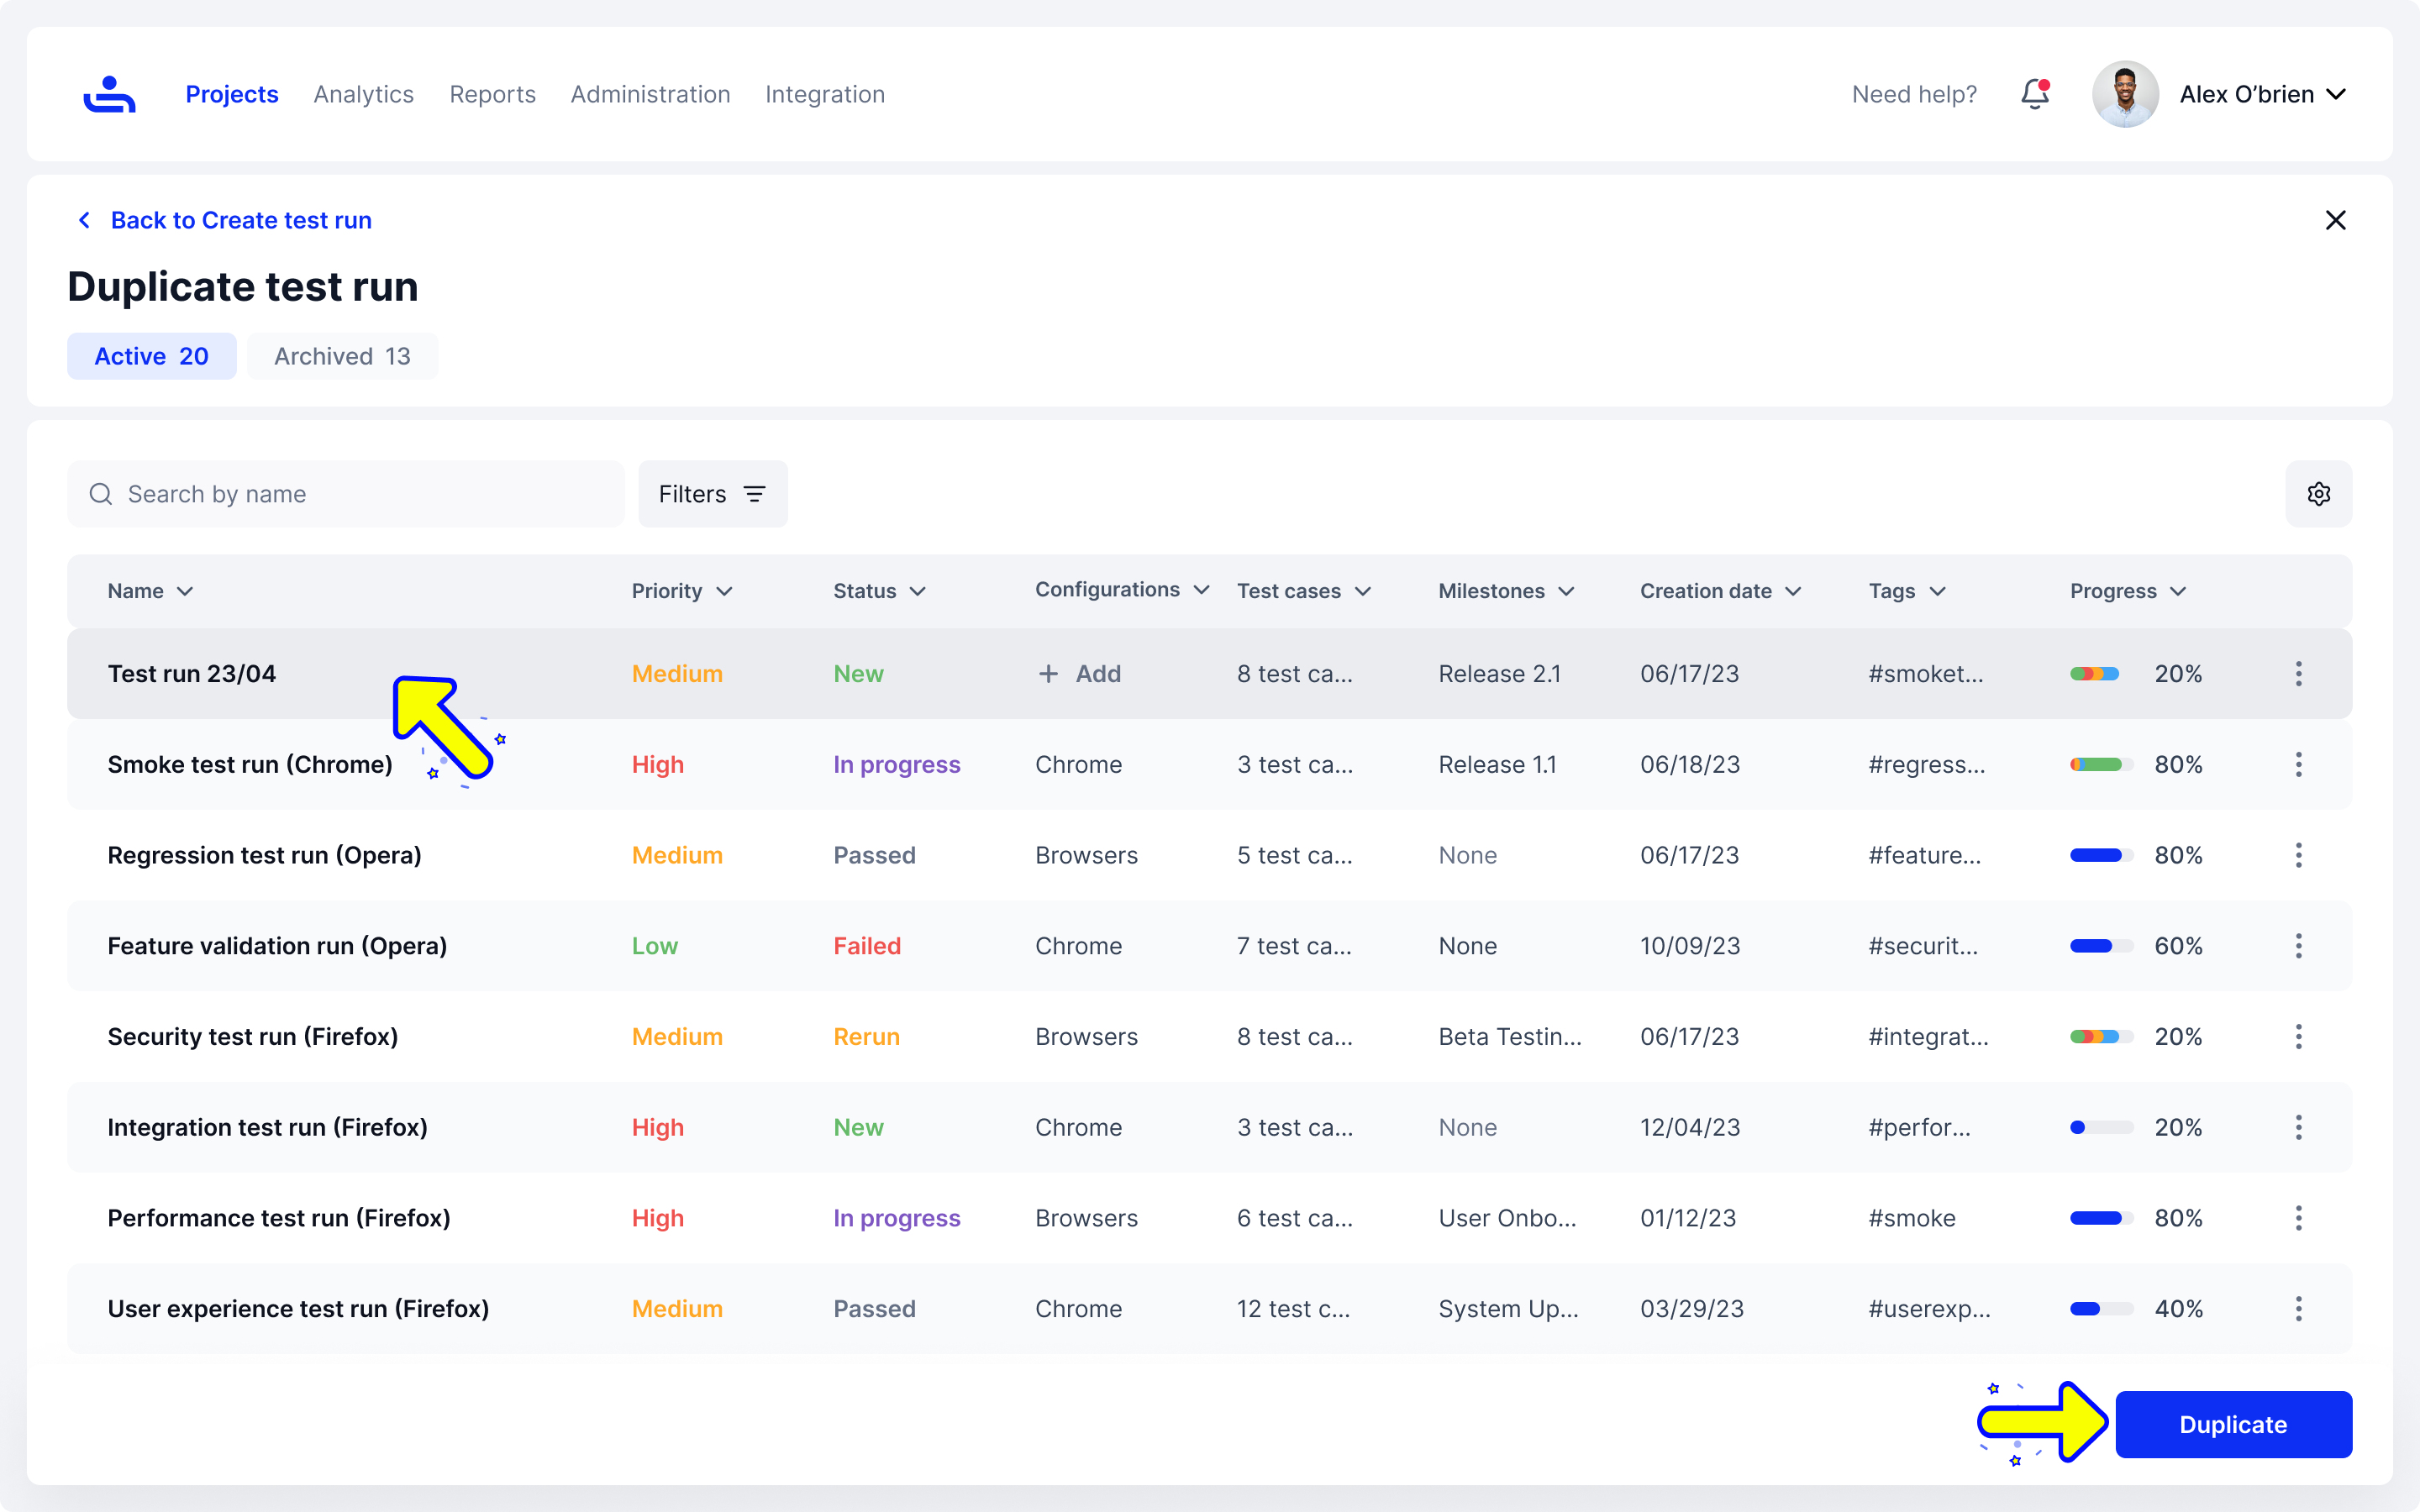 Projects Analytics Reports Administration Integration Need help? Alex O’brien
Back to Create test run
Duplicate test run
Active 20 Archived 13
Search by name Filters
Name Priority Status Configurations Test cases Milestones Creation date Tags Progress
Test run 23/04 Medium New + Add 8 test ca... Release 2.1 06/17/23 #smoket... 20%
Smoke test run (Chrome) High In progress Chrome 3 test ca... Release 1.1 06/18/23 #regress... 80%
Regression test run (Opera) Medium Passed Browsers 5 test ca... None 06/17/23 #feature... 80%
Feature validation run (Opera) Low Failed Chrome 7 test ca... None 10/09/23 #securit... 60%
Security test run (Firefox) Medium Rerun Browsers 8 test ca... Beta Testin... 06/17/23 #integrat... 20%
Integration test run (Firefox) High New Chrome 3 test ca... None 12/04/23 #perfor... 20%
Performance test run (Firefox) High In progress Browsers 6 test ca... User Onbo... 01/12/23 #smoke 80%
User experience test run (Firefox) Medium Passed Chrome 12 test c... System Up... 03/29/23 #userexp... 40%
Duplicate